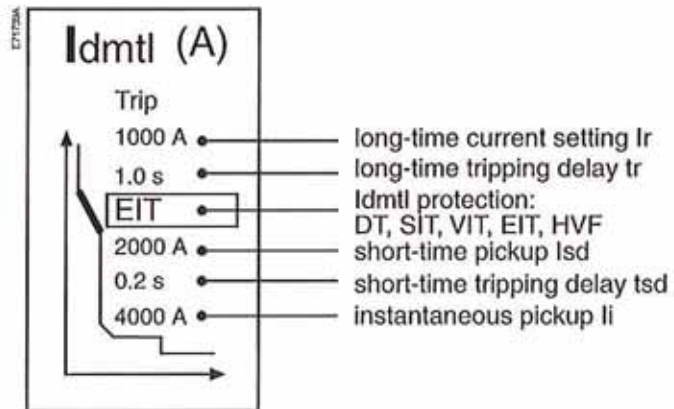 E71723A
Idmtl (A)
Trip
1000 A long-time current setting Ir
1.0 s long-time tripping delay tr
EIT Idmtl protection:
DT, SIT, VIT, EIT, HVF
2000 A short-time pickup Isd
0.2 s short-time tripping delay tsd
4000 A instantaneous pickup Ii